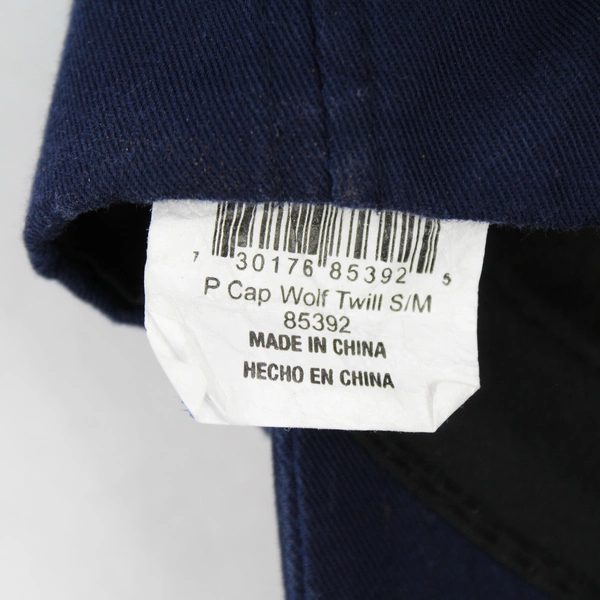 7 30176 85392 5
P Cap Wolf Twill S/M
85392
MADE IN CHINA
HECHO EN CHINA